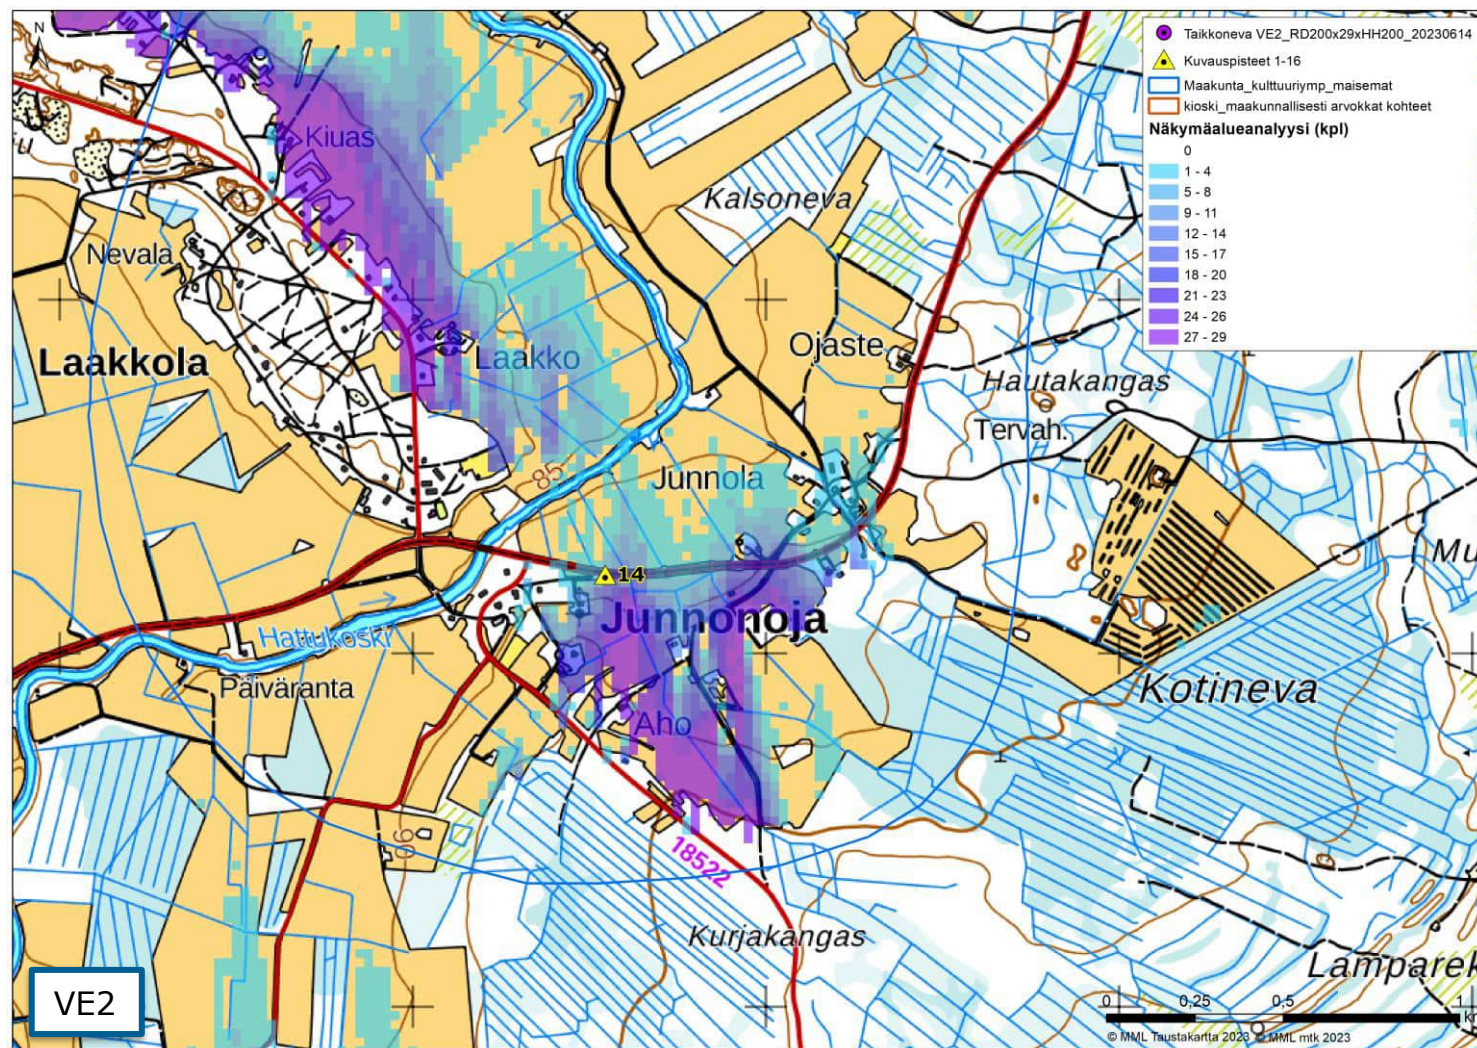 N
Taikkoneva VE2_RD200x29xHH200_20230614
Kuvauspisteet 1-16
Maakunta_kulttuuriymp_maisemat
kioski_maakunnallisesti arvokkat kohteet
Näkymäalueanalyysi (kpl)
0
1 - 4
5 - 8
9 - 11
12 - 14
15 - 17
18 - 20
21 - 23
24 - 26
27 - 29
Kiuas
Kalsoneva
Nevala
Laakkola
Laakko
Ojaste
Hautakangas
Tervah.
85
Junnola
14
Junnonoja
Hattukoski
Päiväranta
Kotineva
Aho
18522
Kurjakangas
VE2
0 0,25 0,5 1
© MML Taustakartta 2023 © MML mtk 2023